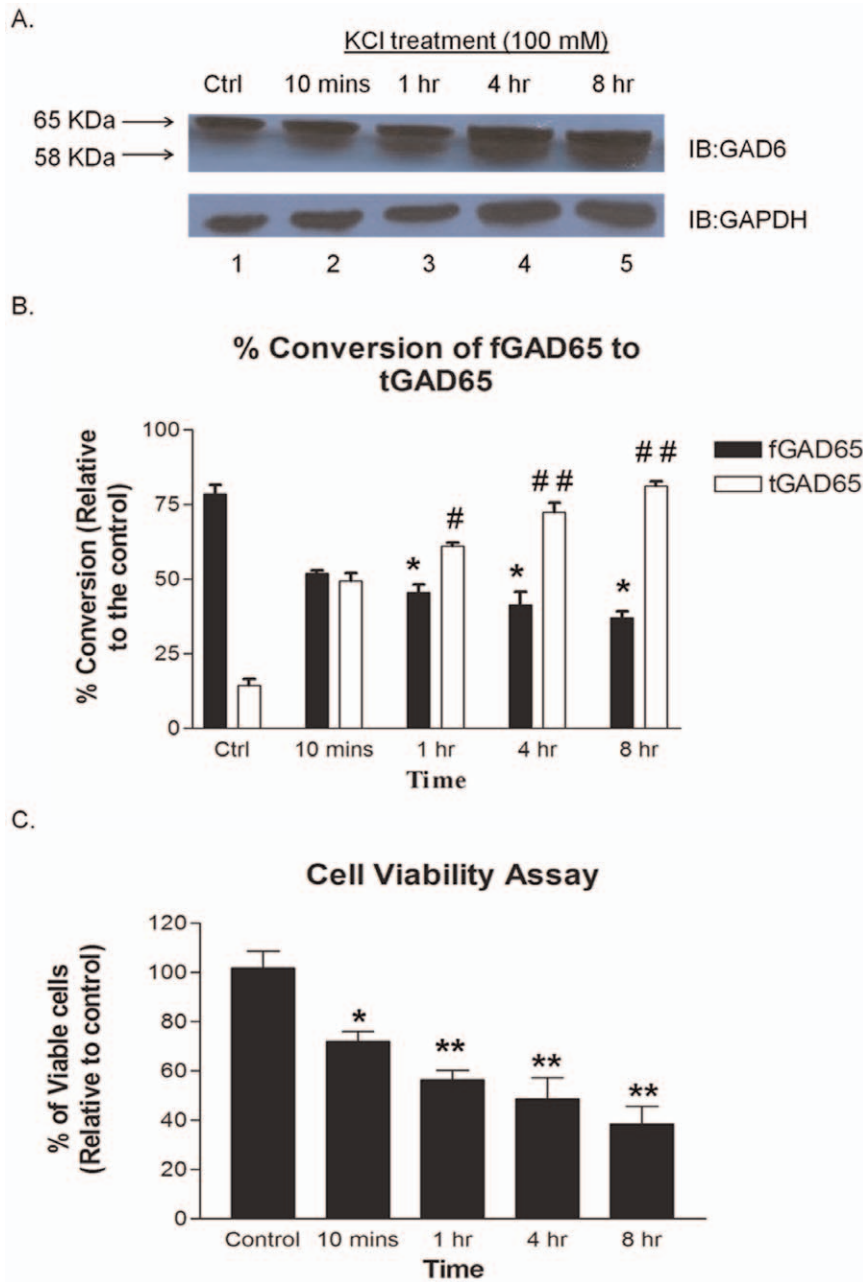 A.
KCl treatment (100 mM)
Ctrl 10 mins 1 hr 4 hr 8 hr
65 KDa →
58 KDa →
IB:GAD6
IB:GAPDH
1 2 3 4 5
B.
% Conversion of fGAD65 to
tGAD65
% Conversion (Relative
to the control)
100
75
50
25
0
fGAD65
tGAD65
* # * ## * ##
Ctrl 10 mins 1 hr 4 hr 8 hr
Time
C.
Cell Viability Assay
% of Viable cells
(Relative to control)
120
100
80
60
40
20
0
* ** ** **
Control 10 mins 1 hr 4 hr 8 hr
Time